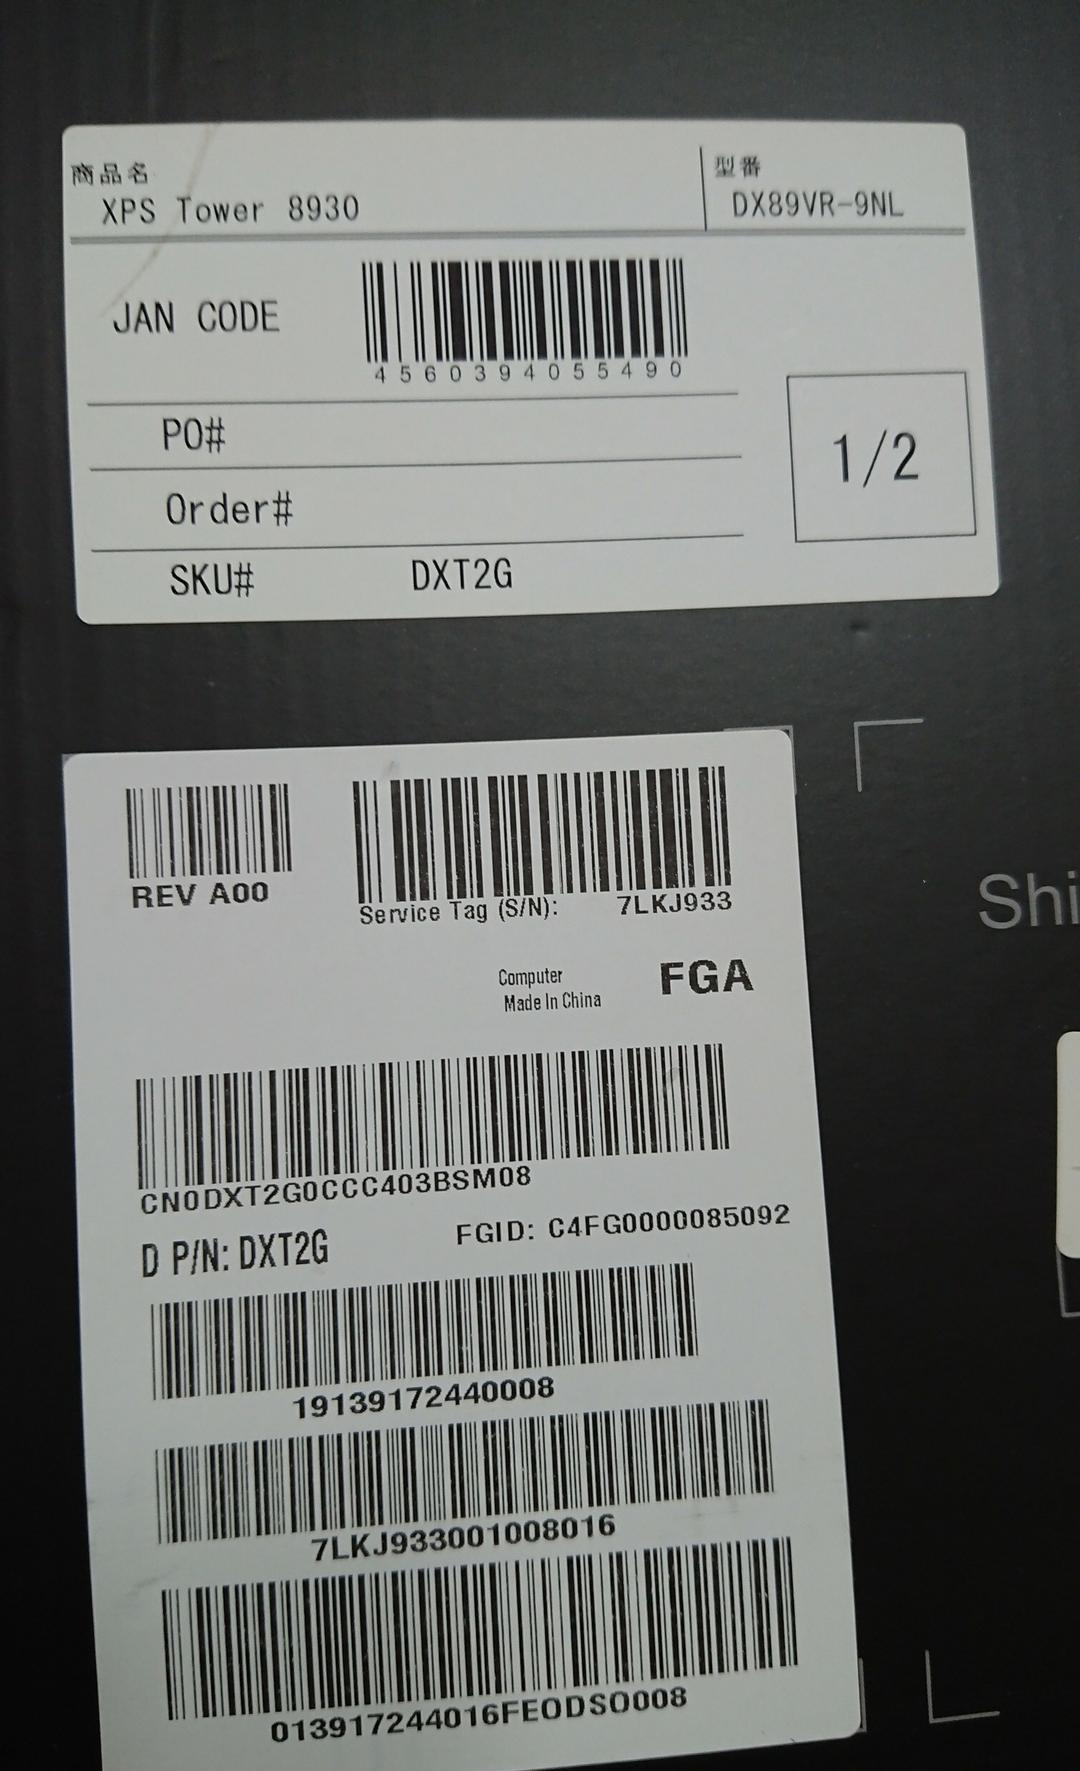 商品名
XPS Tower 8930
型番
DX89VR-9NL
JAN CODE
4560394055490
PO#
Order#
1/2
SKU# DXT2G
REV A00
Service Tag (S/N): 7LKJ933
Computer
Made In China
FGA
Shi
CN0DXT2G0CCC403BSM08
D P/N: DXT2G
FGID: C4FG0000085092
19139172440008
7LKJ933001008016
013917244016FEODSO008